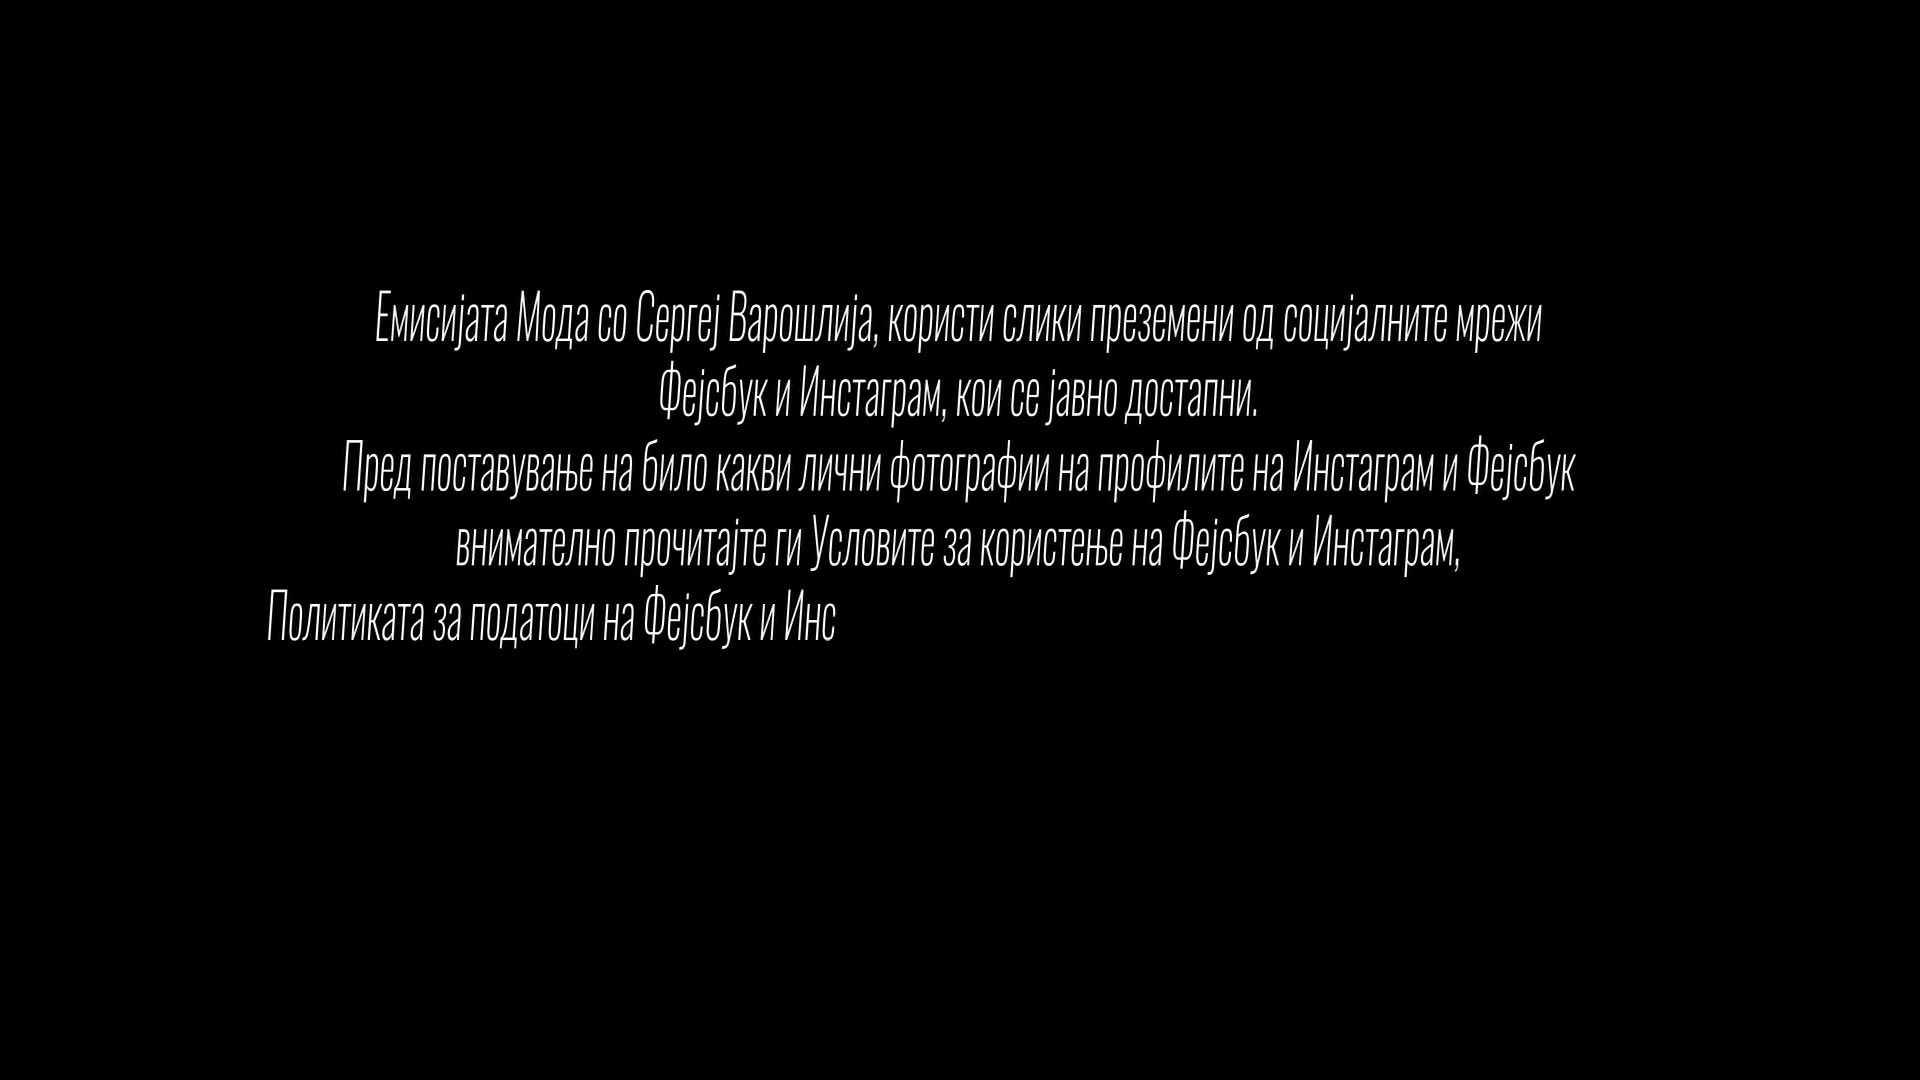 Емисијата Мода со Сергеј Варошлија, користи слики преземени од социјалните мрежи
Фејсбук и Инстаграм, кои се јавно достапни.
Пред поставување на било какви лични фотографии на профилите на Инстаграм и Фејсбук
внимателно прочитајте ги Условите за користење на Фејсбук и Инстаграм,
Политиката за податоци на Фејсбук и Инс